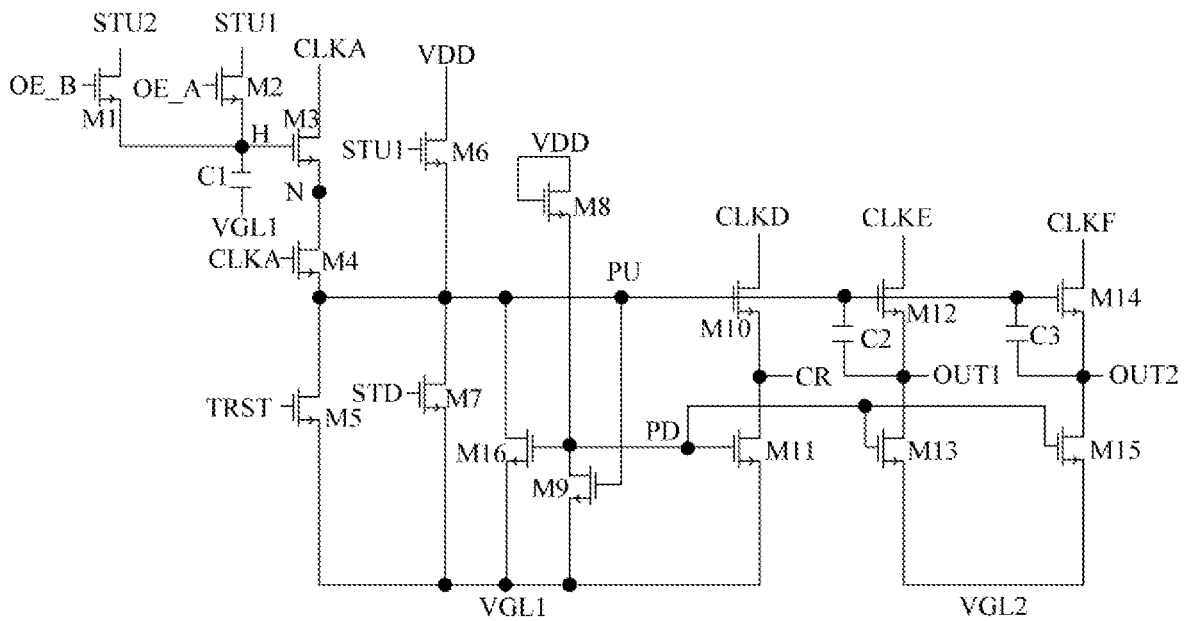 STU2
STU1
CLKA
VDD
OE_B
OE_A
M2
M1
M3
H
STU1
M6
VDD
C1
N
M8
VGL1
CLKD
CLKE
CLKF
CLKA
M4
PU
M10
M12
M14
C2
C3
CR
OUT1
OUT2
STD
M7
TRST
M5
PD
M16
M11
M13
M15
M9
VGL1
VGL2